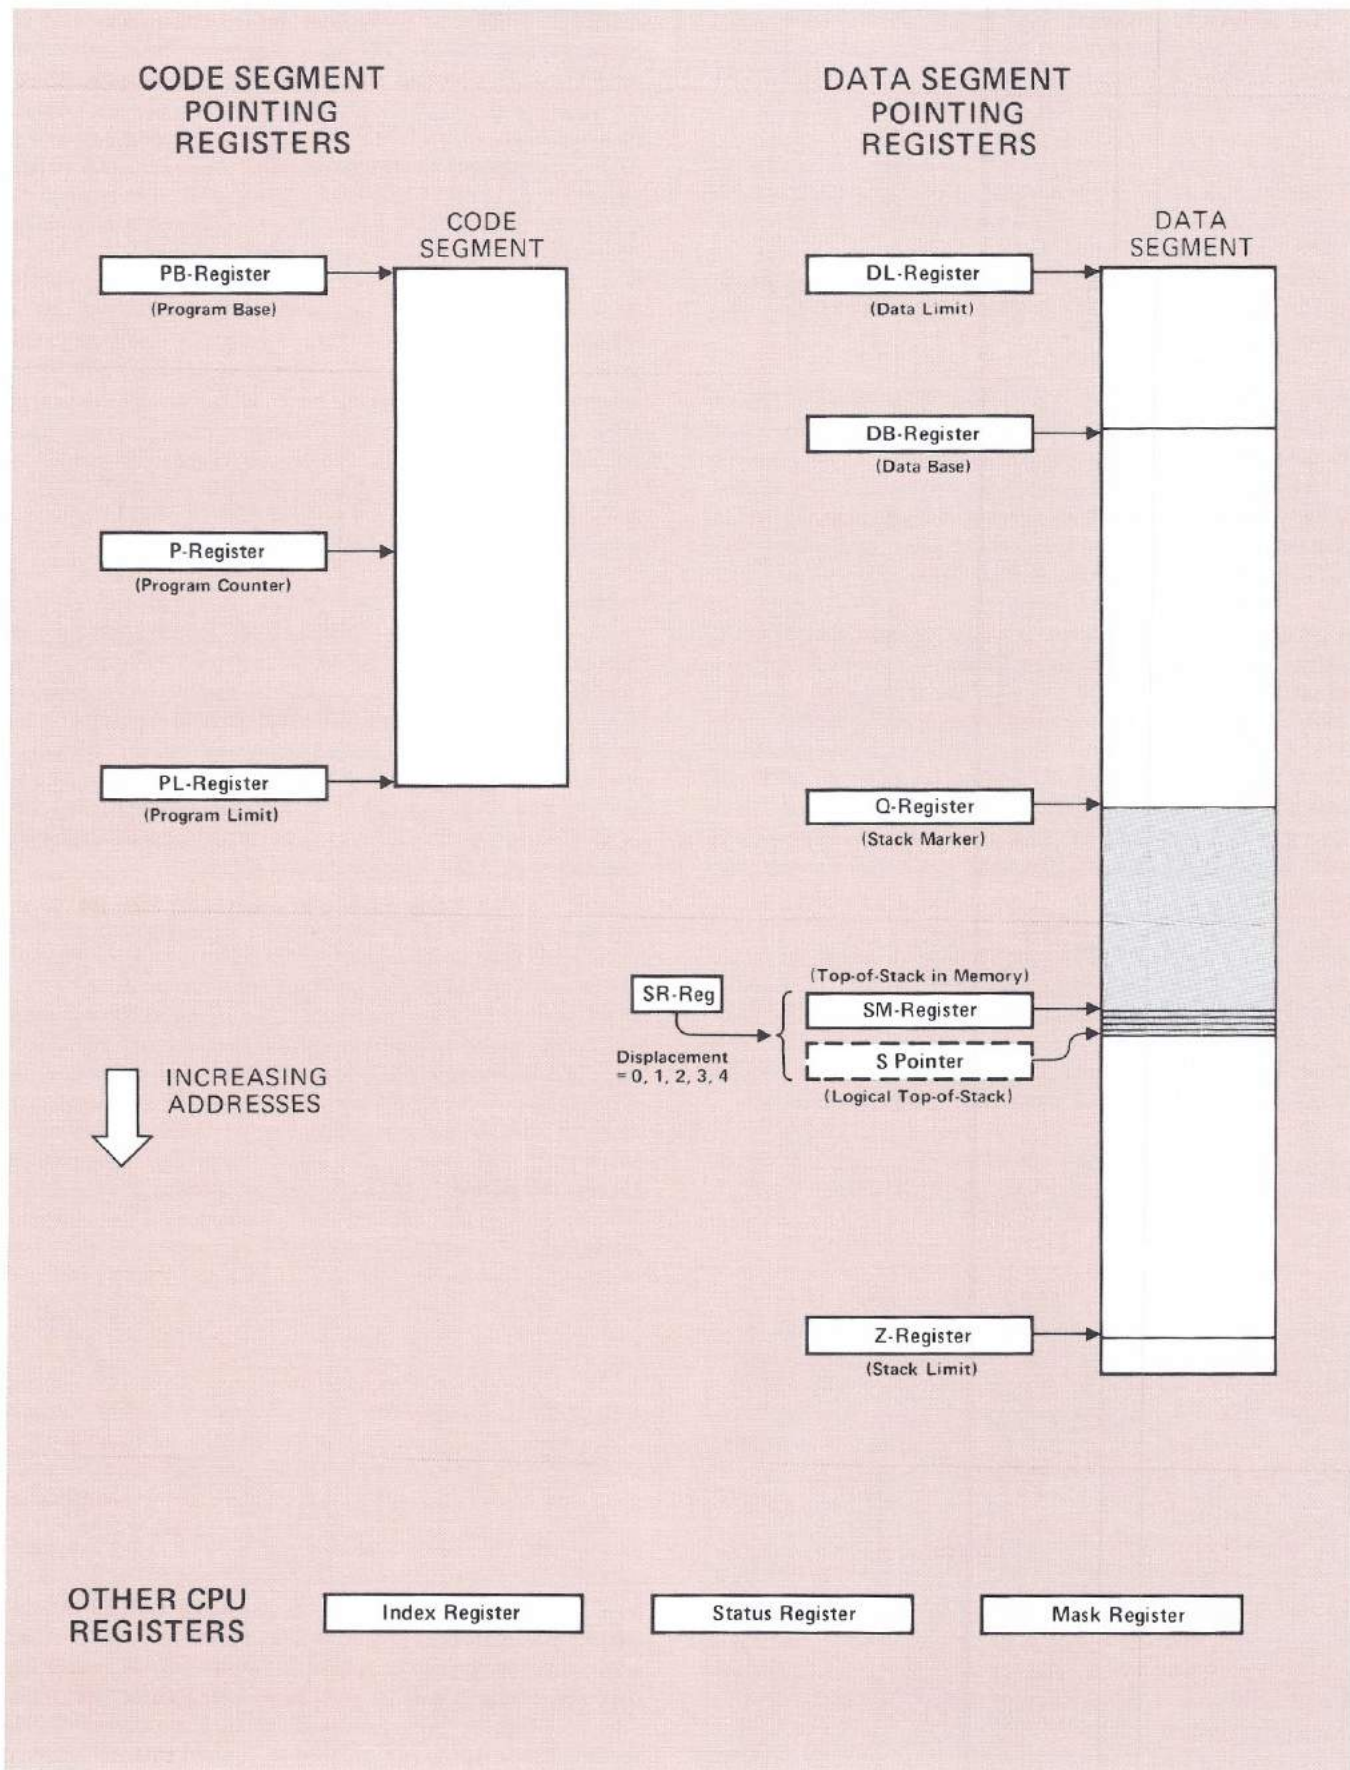 CODE SEGMENT
POINTING
REGISTERS
CODE
SEGMENT
PB-Register
(Program Base)
P-Register
(Program Counter)
PL-Register
(Program Limit)
INCREASING
ADDRESSES
DATA SEGMENT
POINTING
REGISTERS
DATA
SEGMENT
DL-Register
(Data Limit)
DB-Register
(Data Base)
Q-Register
(Stack Marker)
(Top-of-Stack in Memory)
SR-Reg
SM-Register
Displacement
= 0, 1, 2, 3, 4
S Pointer
(Logical Top-of-Stack)
Z-Register
(Stack Limit)
OTHER CPU
REGISTERS
Index Register
Status Register
Mask Register